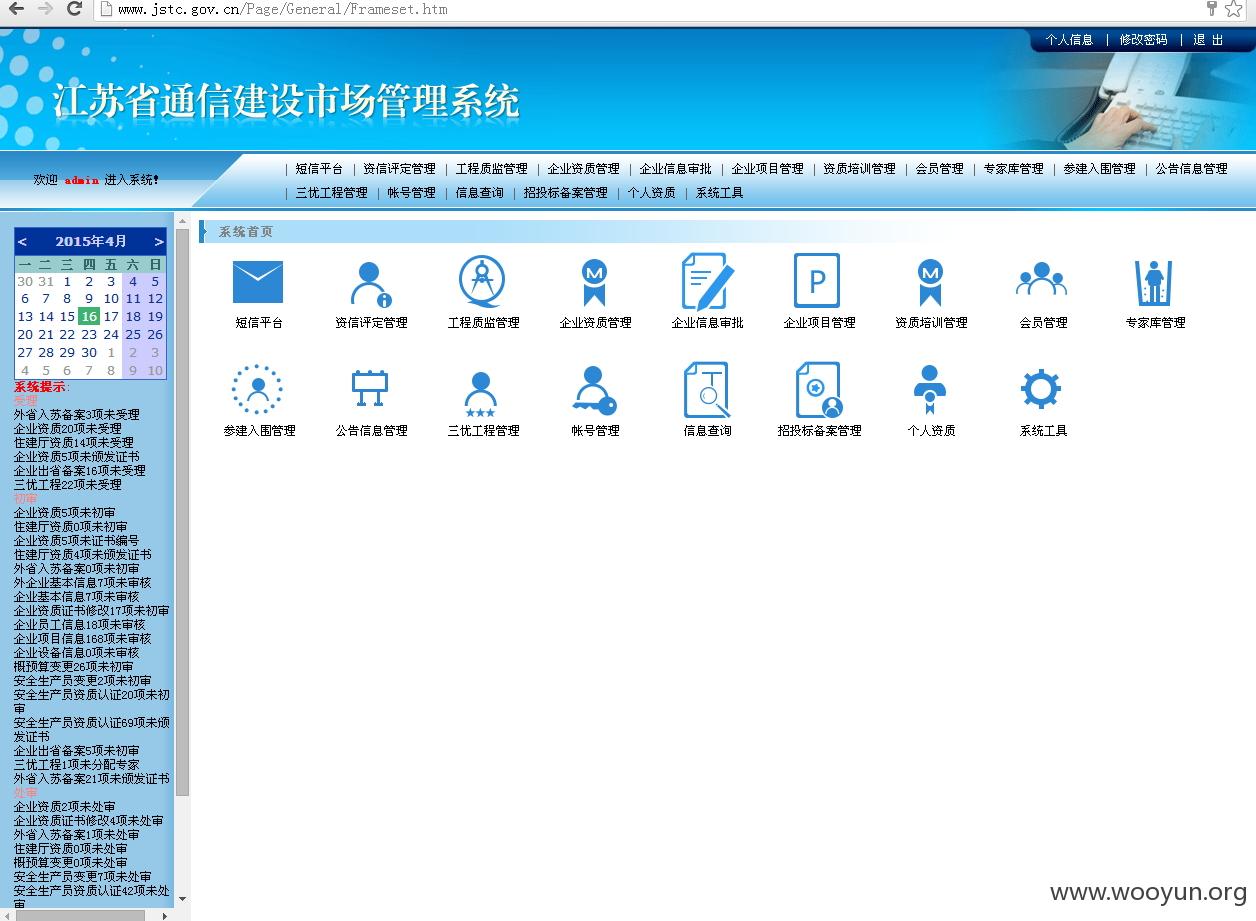 www.jstc.gov.cn/Page/General/Frameset.htm
个人信息 | 修改密码 | 退 出
江苏省通信建设市场管理系统
欢迎 admin 进入系统!
| 短信平台 | 资信评定管理 | 工程质监管理 | 企业资质管理 | 企业信息审批 | 企业项目管理 | 资质培训管理 | 会员管理 | 专家库管理 | 参建入围管理 | 公告信息管理
| 三优工程管理 | 帐号管理 | 信息查询 | 招投标备案管理 | 个人资质 | 系统工具
< 2015年4月 >
一 二 三 四 五 六 日
30 31 1 2 3 4 5
6 7 8 9 10 11 12
13 14 15 16 17 18 19
20 21 22 23 24 25 26
27 28 29 30 1 2 3
4 5 6 7 8 9 10
系统提示:
受理
外省入苏备案3项未受理
企业资质20项未受理
住建厅资质14项未受理
企业资质5项未颁发证书
企业出省备案16项未受理
三优工程22项未受理
初审
企业资质5项未初审
住建厅资质0项未初审
企业资质5项未证书编号
住建厅资质4项未颁发证书
外省入苏备案0项未初审
外企业基本信息7项未审核
企业基本信息7项未审核
企业资质证书修改17项未初审
企业员工信息18项未审核
企业项目信息168项未审核
企业设备信息0项未审核
概预算变更26项未初审
安全生产员变更2项未初审
安全生产员资质认证20项未初
审
安全生产员资质认证69项未颁
发证书
企业出省备案5项未初审
三优工程1项未分配专家
外省入苏备案21项未颁发证书
处审
企业资质2项未处审
企业资质证书修改4项未处审
外省入苏备案1项未处审
住建厅资质0项未处审
概预算变更0项未处审
安全生产员变更7项未处审
安全生产员资质认证42项未处
审
系统首页
短信平台 资信评定管理 工程质监管理 企业资质管理 企业信息审批 企业项目管理 资质培训管理 会员管理 专家库管理
参建入围管理 公告信息管理 三优工程管理 帐号管理 信息查询 招投标备案管理 个人资质 系统工具
www.wooyun.org